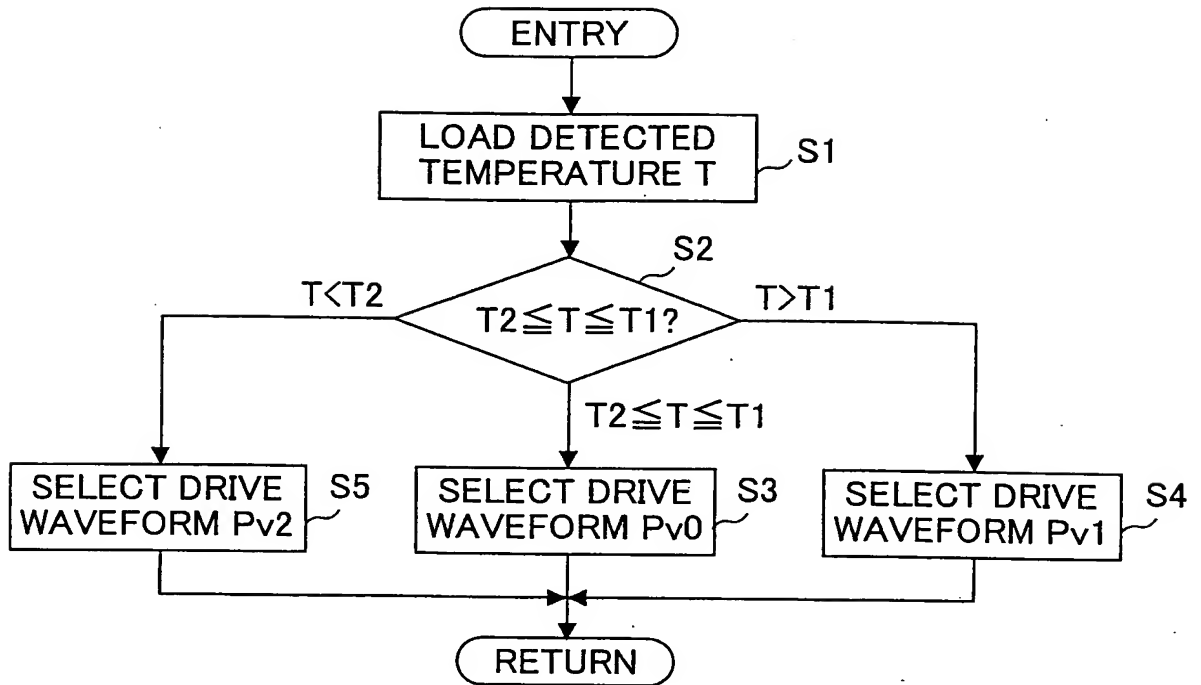 ENTRY
LOAD DETECTED
TEMPERATURE T
S1
S2
T<T2
T2≦T≦T1?
T>T1
T2≦T≦T1
SELECT DRIVE
WAVEFORM Pv2
S5
SELECT DRIVE
WAVEFORM Pv0
S3
SELECT DRIVE
WAVEFORM Pv1
S4
RETURN